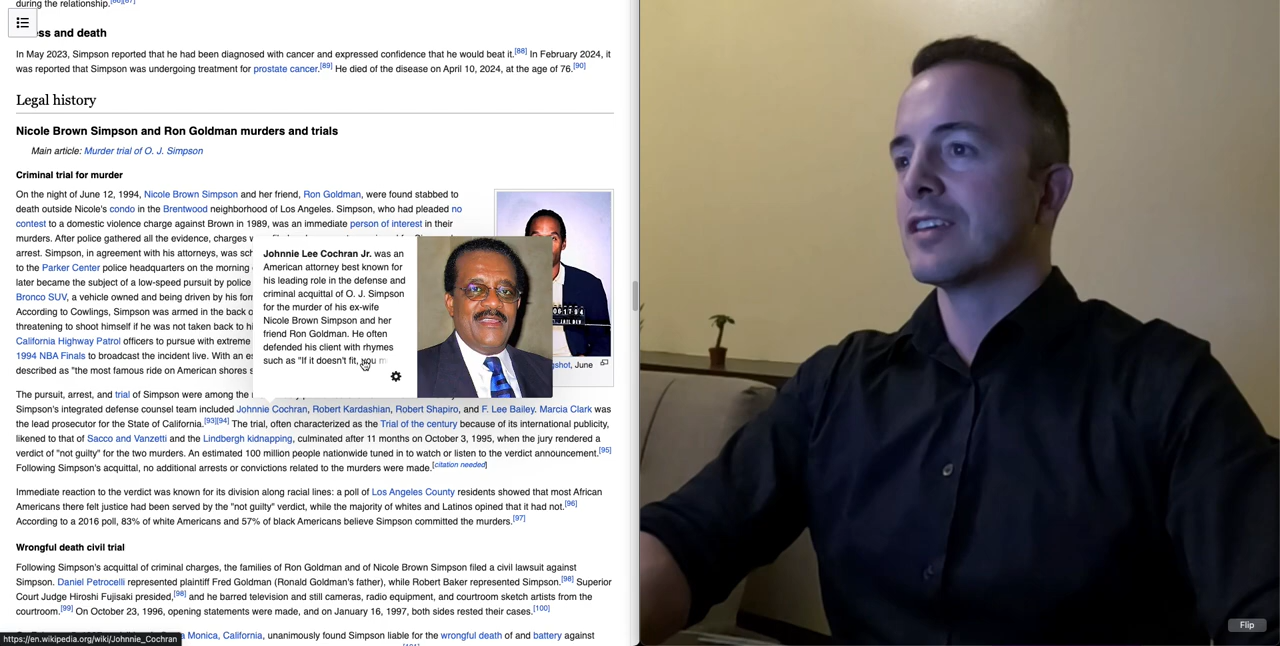 during the relationship.[86][87]
ess and death
In May 2023, Simpson reported that he had been diagnosed with cancer and expressed confidence that he would beat it.[88] In February 2024, it
was reported that Simpson was undergoing treatment for prostate cancer.[89] He died of the disease on April 10, 2024, at the age of 76.[90]
Legal history
Nicole Brown Simpson and Ron Goldman murders and trials
Main article: Murder trial of O. J. Simpson
Criminal trial for murder
On the night of June 12, 1994, Nicole Brown Simpson and her friend, Ron Goldman, were found stabbed to
death outside Nicole's condo in the Brentwood neighborhood of Los Angeles. Simpson, who had pleaded no
contest to a domestic violence charge against Brown in 1989, was an immediate person of interest in their
murders. After police gathered all the evidence, charges
arrest. Simpson, in agreement with his attorneys, was sch
to the Parker Center police headquarters on the morning
later became the subject of a low-speed pursuit by police
Bronco SUV, a vehicle owned and being driven by his for
According to Cowlings, Simpson was armed in the back o
threatening to shoot himself if he was not taken back to hi
California Highway Patrol officers to pursue with extreme
1994 NBA Finals to broadcast the incident live. With an es
described as "the most famous ride on American shores s
Johnnie Lee Cochran Jr. was an
American attorney best known for
his leading role in the defense and
criminal acquittal of O. J. Simpson
for the murder of his ex-wife
Nicole Brown Simpson and her
friend Ron Goldman. He often
defended his client with rhymes
such as "If it doesn't fit, you m
gshot, June
The pursuit, arrest, and trial of Simpson were among the
Simpson's integrated defense counsel team included Johnnie Cochran, Robert Kardashian, Robert Shapiro, and F. Lee Bailey. Marcia Clark was
the lead prosecutor for the State of California.[93][94] The trial, often characterized as the Trial of the century because of its international publicity,
likened to that of Sacco and Vanzetti and the Lindbergh kidnapping, culminated after 11 months on October 3, 1995, when the jury rendered a
verdict of "not guilty" for the two murders. An estimated 100 million people nationwide tuned in to watch or listen to the verdict announcement.[95]
Following Simpson's acquittal, no additional arrests or convictions related to the murders were made.[citation needed]
Immediate reaction to the verdict was known for its division along racial lines: a poll of Los Angeles County residents showed that most African
Americans there felt justice had been served by the "not guilty" verdict, while the majority of whites and Latinos opined that it had not.[96]
According to a 2016 poll, 83% of white Americans and 57% of black Americans believe Simpson committed the murders.[97]
Wrongful death civil trial
Following Simpson's acquittal of criminal charges, the families of Ron Goldman and of Nicole Brown Simpson filed a civil lawsuit against
Simpson. Daniel Petrocelli represented plaintiff Fred Goldman (Ronald Goldman's father), while Robert Baker represented Simpson.[98] Superior
Court Judge Hiroshi Fujisaki presided,[98] and he barred television and still cameras, radio equipment, and courtroom sketch artists from the
courtroom.[99] On October 23, 1996, opening statements were made, and on January 16, 1997, both sides rested their cases.[100]
a Monica, California, unanimously found Simpson liable for the wrongful death of and battery against
https://en.wikipedia.org/wiki/Johnnie_Cochran
Flip